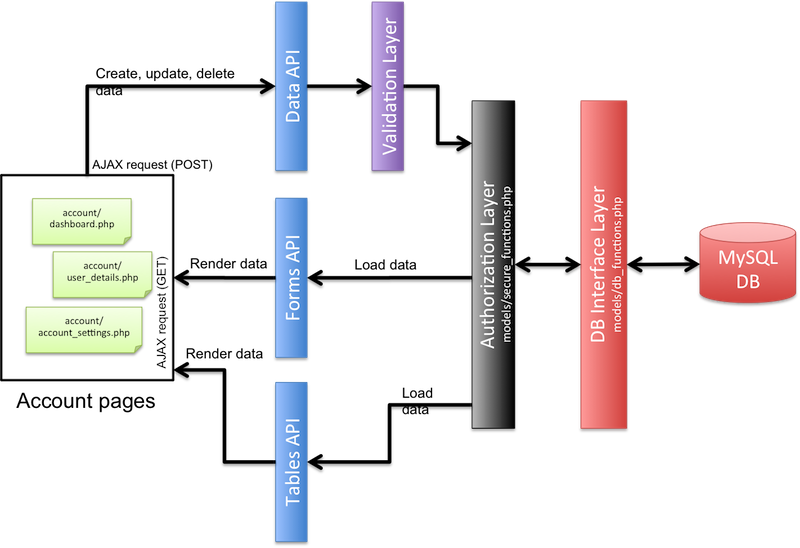 Create, update, delete
data
Data API
Validation Layer
AJAX request (POST)
account/
dashboard.php
account/
user_details.php
account/
account_settings.php
AJAX request (GET)
Account pages
Render data
Forms API
Load data
Render data
Tables API
Load
data
Authorization Layer
models/secure_functions.php
DB Interface Layer
models/db_functions.php
MySQL
DB